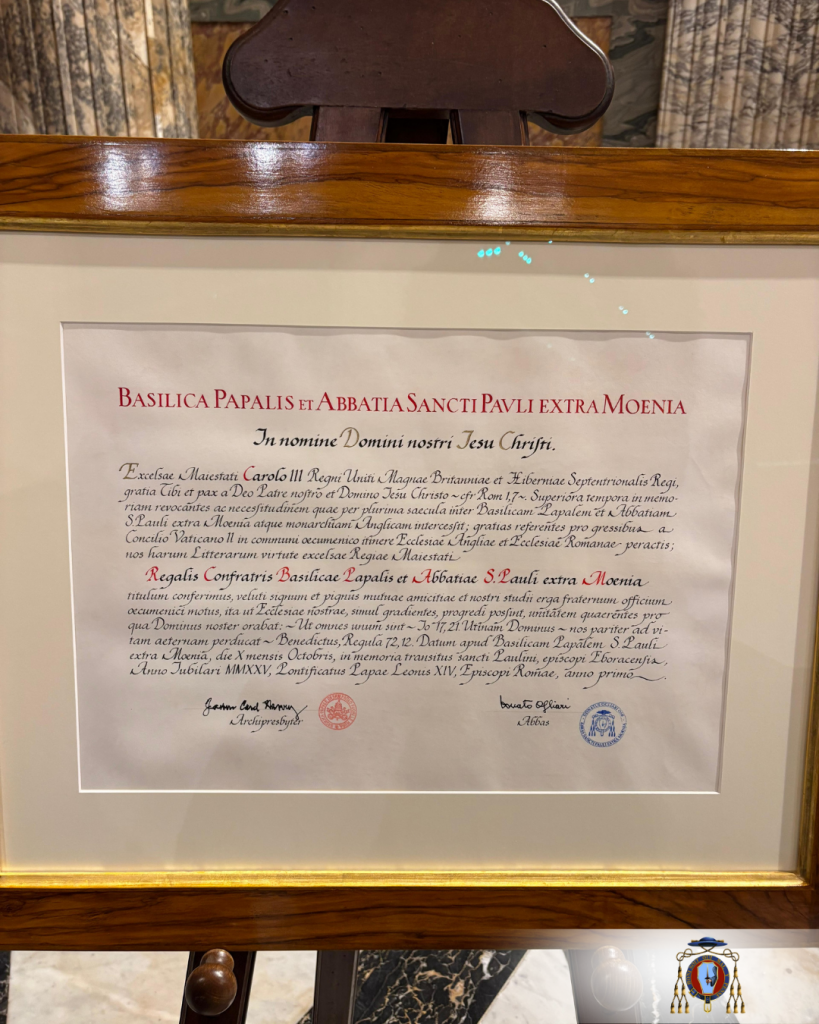 BASILICA PAPALIS ET ABBATIA SANCTI PAVLI EXTRA MOENIA
In nomine Domini nostri Iesu Christi.
Excelsae Maiestati Carolo III Regni Uniti Magnae Britanniae et Hiberniae Septentrionalis Regi,
gratia Tibi et pax a Deo Patre nostro et Domino Iesu Christo ~ cfr Rom 1,7 ~. Superiora tempora in memo-
riam revocantes ac necessitudinem quae per plurima saecula inter Basilicam Papalem et Abbatiam
S. Pauli extra Moenia atque monarchiam Anglicam intercessit; gratias referentes pro gressibus a
Concilio Vaticano II in communi oecumenico itinere Ecclesiae Angliae et Ecclesiae Romanae peractis;
nos harum Litterarum virtute excelsae Regiae Maiestati
Regalis Confratris Basilicae Papalis et Abbatiae S. Pauli extra Moenia
titulum conferimus, veluti signum et pignus mutuae amicitiae et nostri studii erga fraternum officium
oecumenici motus, ita ut Ecclesiae nostrae, simul gradientes, progredi possint, unitatem quaerentes pro
qua Dominus noster orabat: ~ Ut omnes unum sint ~ Io 17,21. Utinam Dominus ~ nos pariter ad vi-
tam aeternam perducat ~ Benedictus, Regula 72,12. Datum apud Basilicam Papalem S. Pauli
extra Moenia, die X mensis Octobris, in memoria transitus sancti Paulini, episcopi Eboracensis,
Anno Iubilari MMXXV, Pontificatus Papae Leonis XIV, Episcopi Romae, anno primo.
Card
Donato Ogliari
Archipresbyter
Abbas